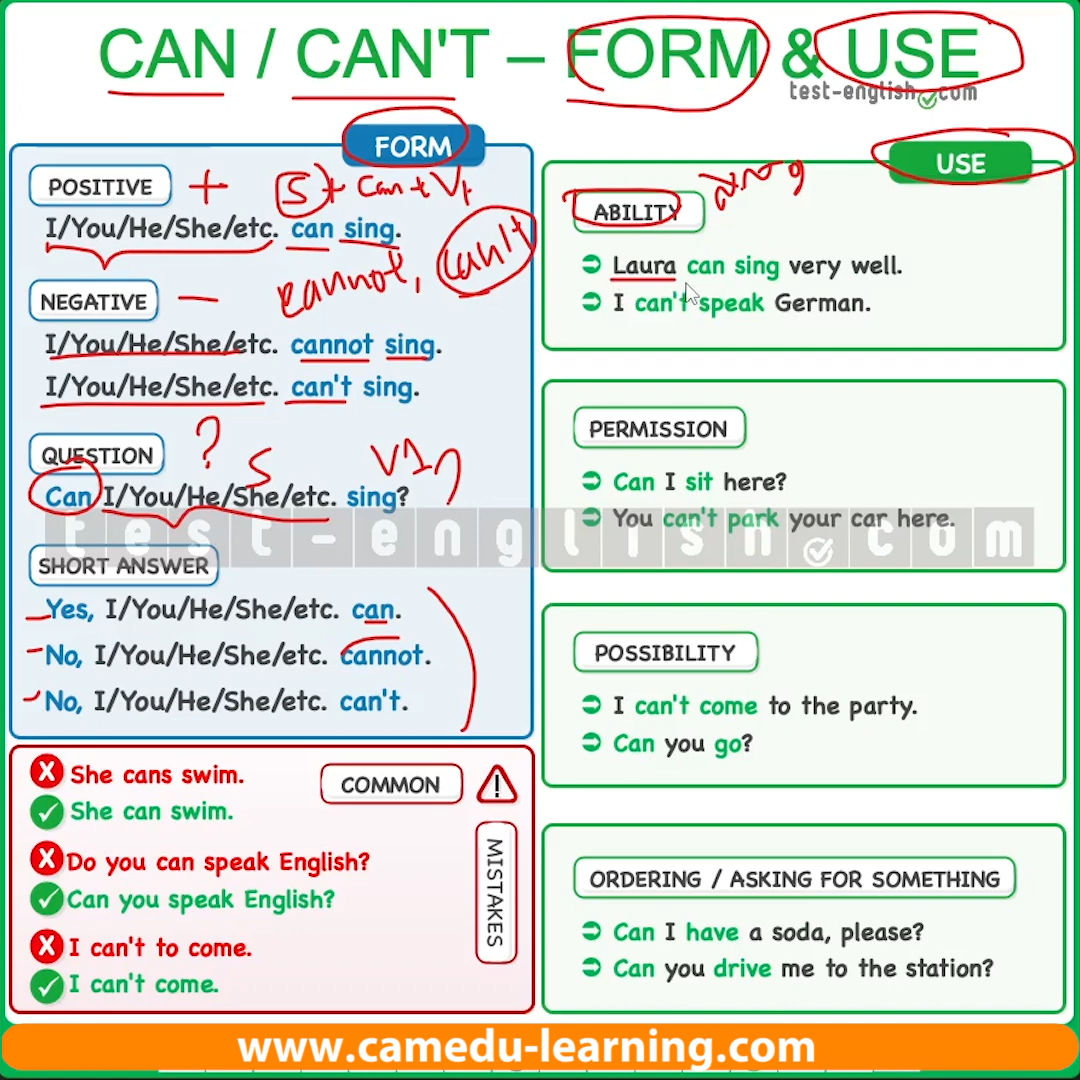 CAN / CAN'T – FORM & USE
test-english.com
FORM
POSITIVE + S + Can + V1
I/You/He/She/etc. can sing.
cannot, can't
NEGATIVE –
I/You/He/She/etc. cannot sing.
I/You/He/She/etc. can't sing.
QUESTION ?
S V1 ?
Can I/You/He/She/etc. sing?
SHORT ANSWER
Yes, I/You/He/She/etc. can.
No, I/You/He/She/etc. cannot.
No, I/You/He/She/etc. can't.
COMMON MISTAKES
She cans swim.
She can swim.
Do you can speak English?
Can you speak English?
I can't to come.
I can't come.
USE
ABILITY
Laura can sing very well.
I can't speak German.
PERMISSION
Can I sit here?
You can't park your car here.
POSSIBILITY
I can't come to the party.
Can you go?
ORDERING / ASKING FOR SOMETHING
Can I have a soda, please?
Can you drive me to the station?
test-english.com
www.camedu-learning.com